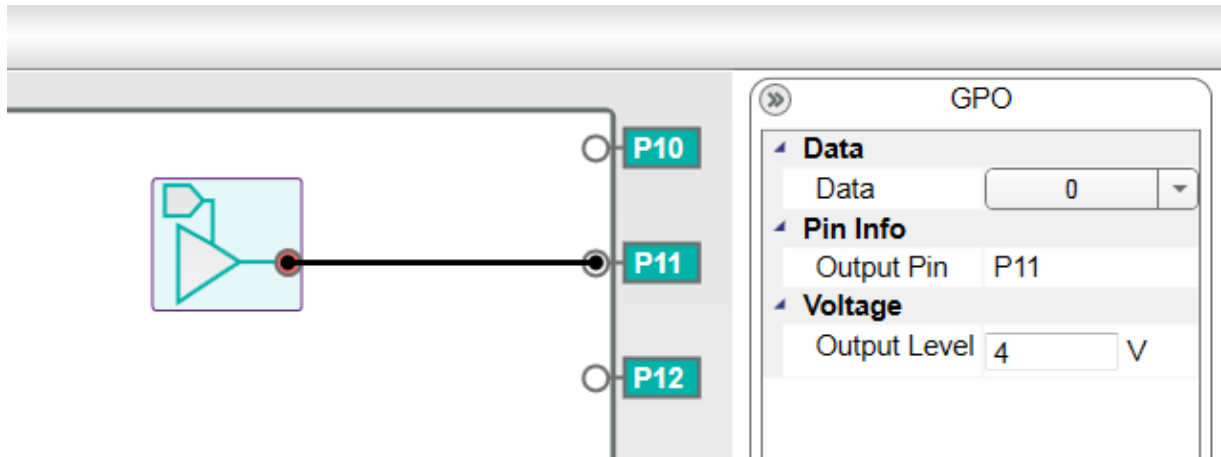 P10
P11
P12
GPO
Data
Data 0
Pin Info
Output Pin P11
Voltage
Output Level 4 V